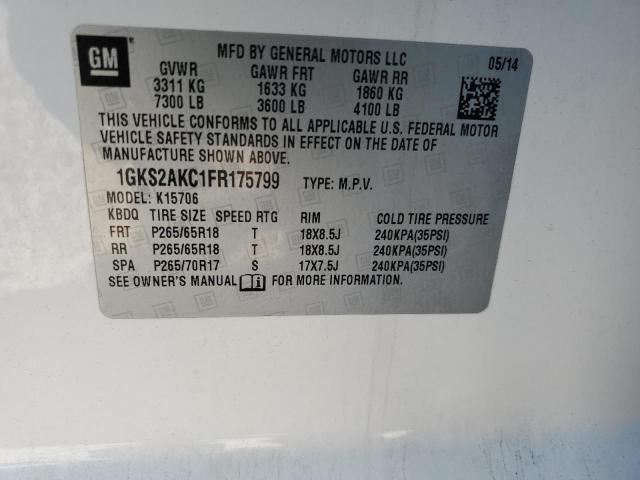 GM
MFD BY GENERAL MOTORS LLC 05/14
GVWR GAWR FRT GAWR RR
3311 KG 1633 KG 1860 KG
7300 LB 3600 LB 4100 LB
THIS VEHICLE CONFORMS TO ALL APPLICABLE U.S. FEDERAL MOTOR
VEHICLE SAFETY STANDARDS IN EFFECT ON THE DATE OF
MANUFACTURE SHOWN ABOVE.
1GKS2AKC1FR175799 TYPE: M.P.V.
MODEL: K15706
KBDQ TIRE SIZE SPEED RTG RIM COLD TIRE PRESSURE
FRT P265/65R18 T 18X8.5J 240KPA(35PSI)
RR P265/65R18 T 18X8.5J 240KPA(35PSI)
SPA P265/70R17 S 17X7.5J 240KPA(35PSI)
SEE OWNER'S MANUAL FOR MORE INFORMATION.